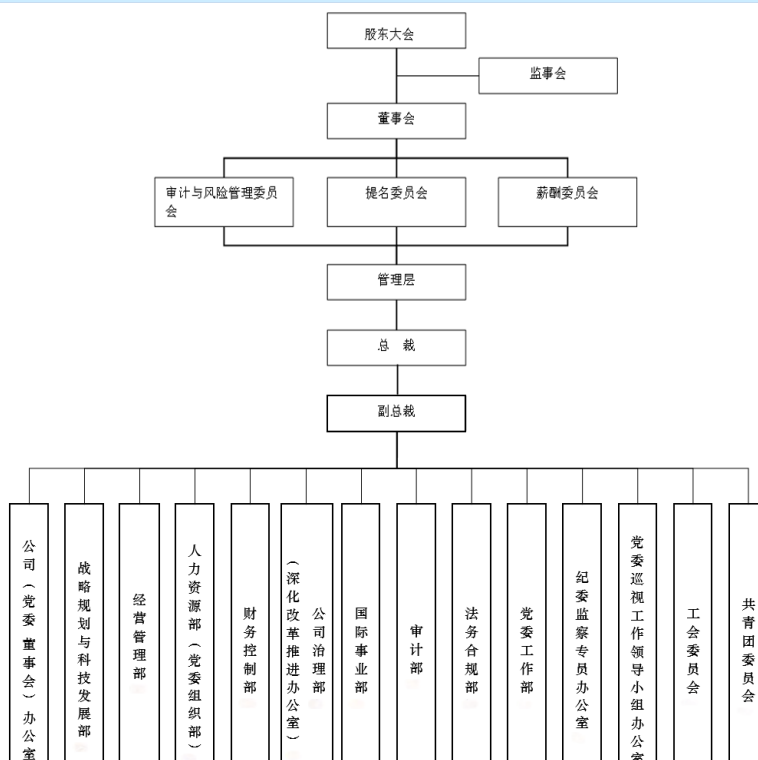 股东大会
监事会
董事会
审计与风险管理委员
会
提名委员会
薪酬委员会
管理层
总 裁
副总裁
公司（党委 董事会）办公室
战略规划与科技发展部
经营管理部
人力资源部（党委组织部）
财务控制部
公司治理部
（深化改革推进办公室）
国际事业部
审计部
法务合规部
党委工作部
纪委监察专员办公室
党委巡视工作领导小组办公室
工会委员会
共青团委员会